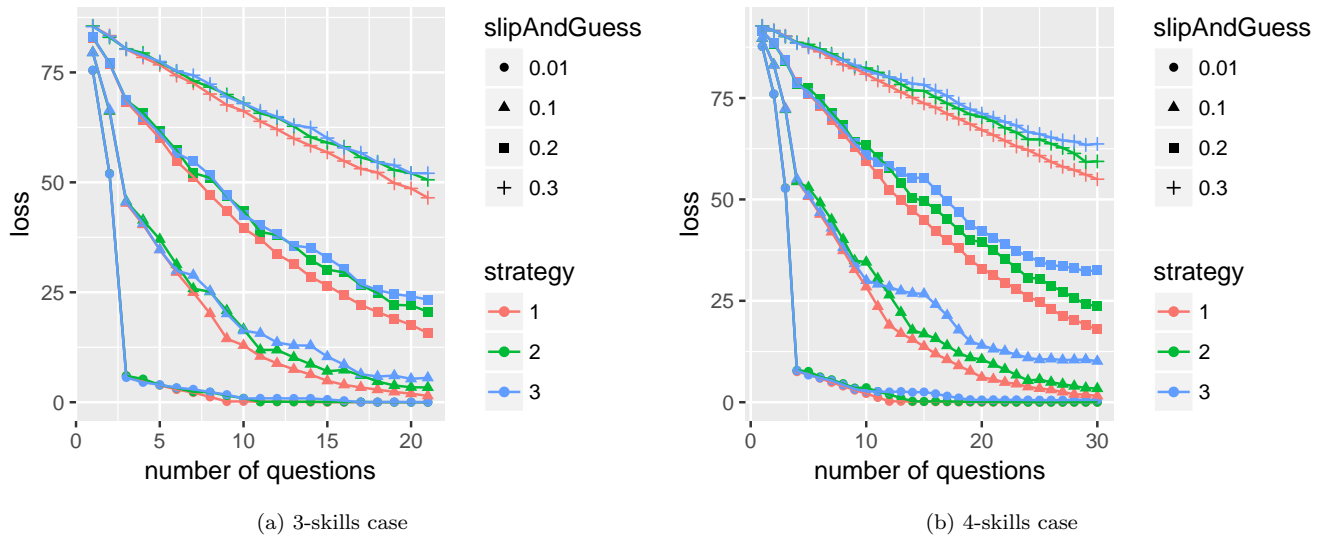 slipAndGuess
0.01
0.1
0.2
0.3
strategy
1
2
3
loss
75
50
25
0
0 5 10 15 20
number of questions
(a) 3-skills case
slipAndGuess
0.01
0.1
0.2
0.3
strategy
1
2
3
loss
75
50
25
0
0 10 20 30
number of questions
(b) 4-skills case